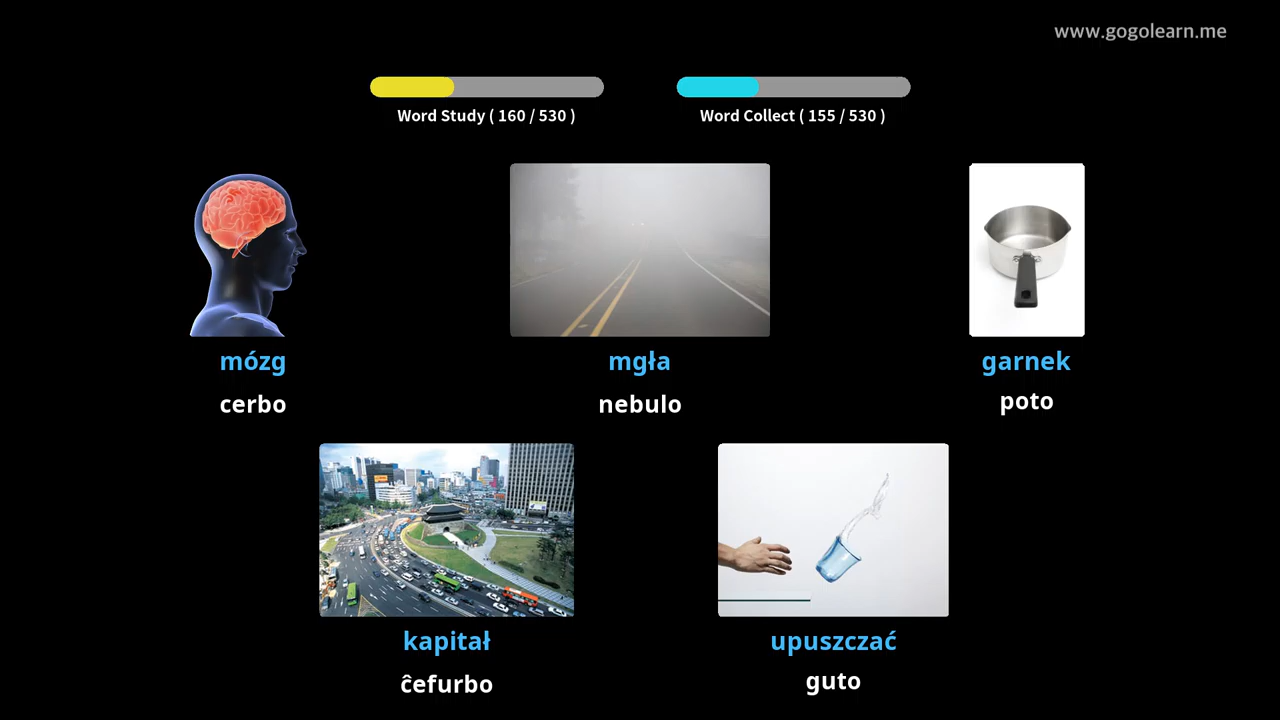 www.gogolearn.me
Word Study ( 160 / 530 )
Word Collect ( 155 / 530 )
mózg
mgła
garnek
cerbo
nebulo
poto
kapitał
upuszczać
ĉefurbo
guto